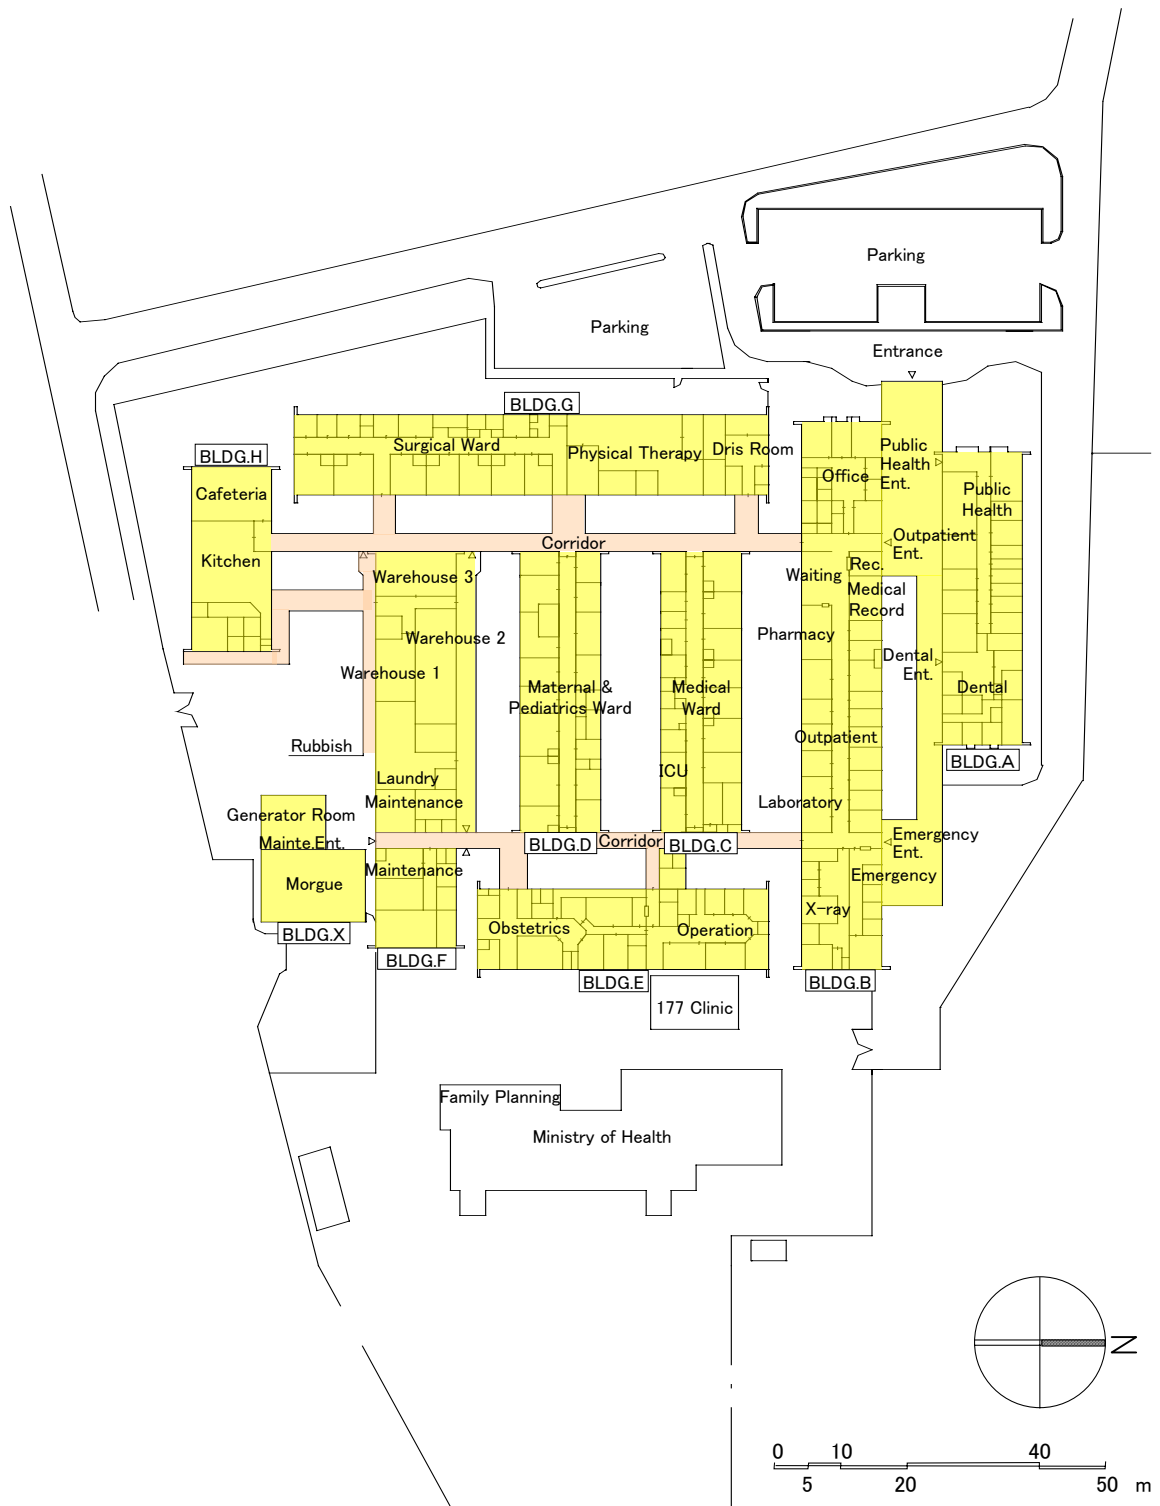 Parking
Parking
Entrance
BLDG.G
BLDG.H
Surgical Ward
Physical Therapy
Dris Room
Public
Health
Ent.
Office
Cafeteria
Public
Health
Kitchen
Corridor
Outpatient
Ent.
Warehouse 3
Waiting
Rec.
Medical
Record
Warehouse 2
Pharmacy
Warehouse 1
Dental
Ent.
Maternal &
Pediatrics Ward
Medical
Ward
Dental
Outpatient
Rubbish
BLDG.A
ICU
Laundry
Maintenance
Laboratory
Generator Room
Mainte.Ent.
BLDG.D
Corridor
BLDG.C
Emergency
Ent.
Maintenance
Emergency
Morgue
X-ray
Obstetrics
Operation
BLDG.X
BLDG.F
BLDG.E
BLDG.B
177 Clinic
Family Planning
Ministry of Health
N
0 10 40
5 20 50 m